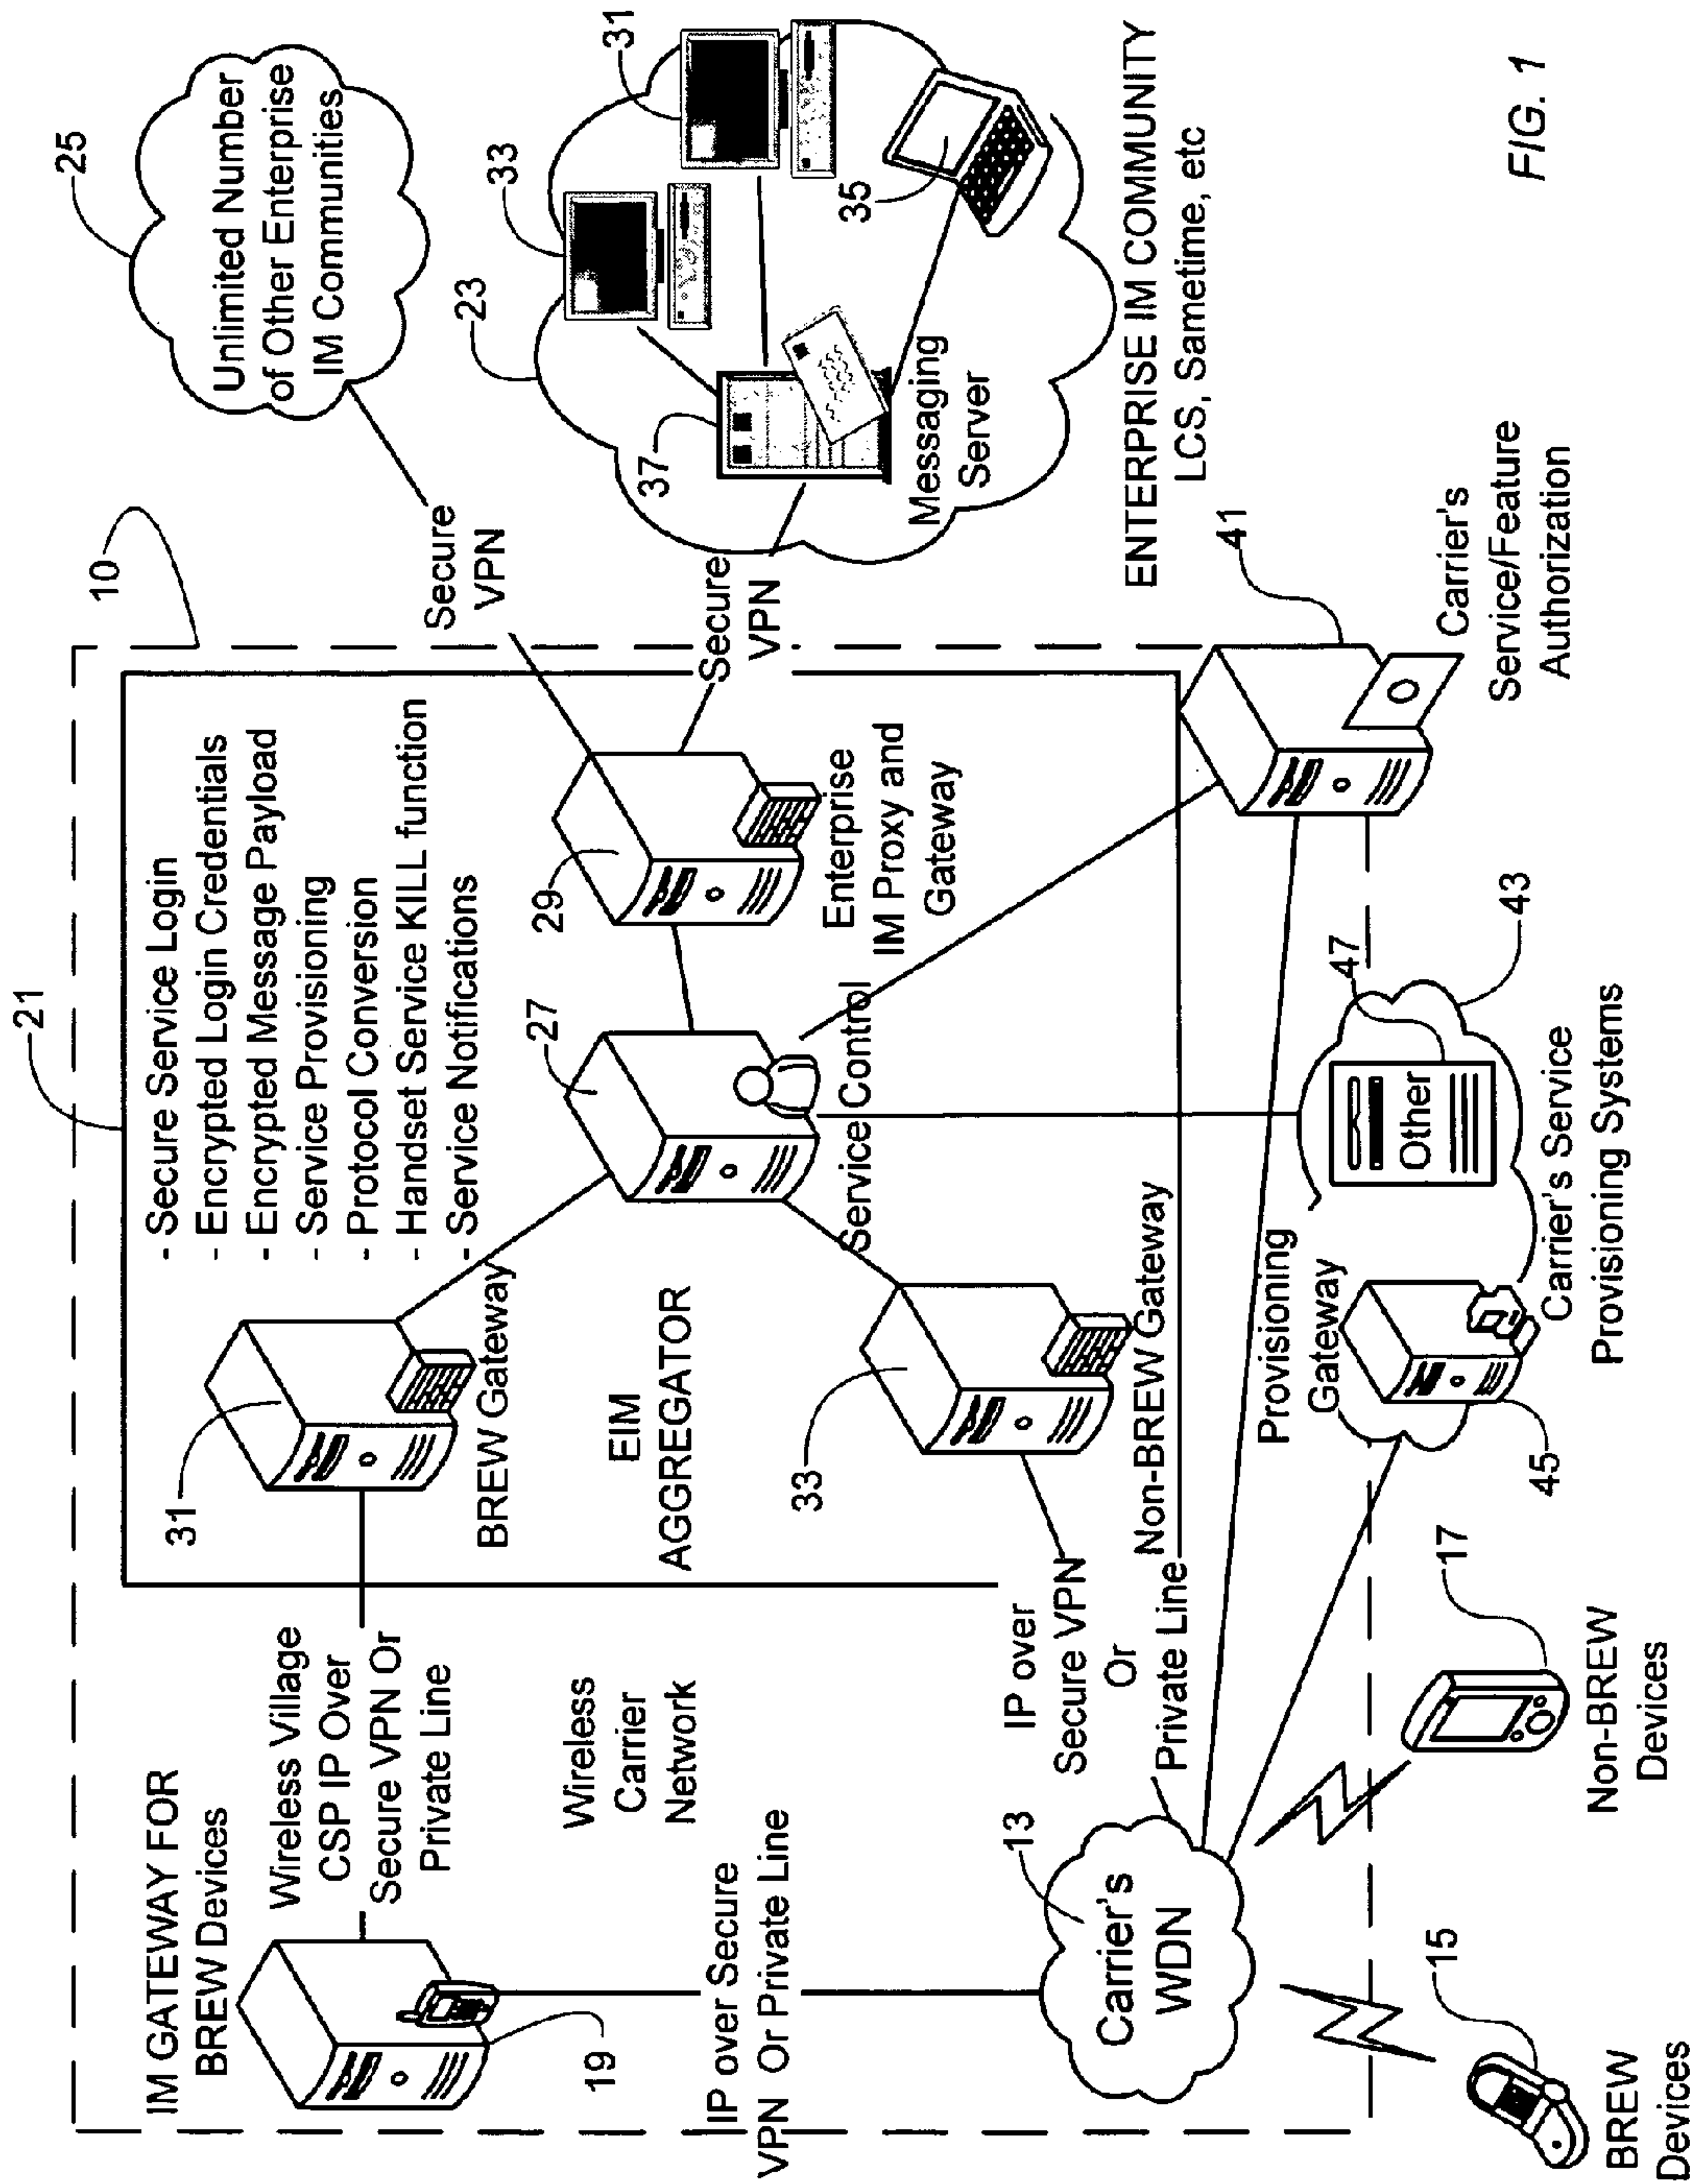 21
10
25
Unlimited Number
of Other Enterprise
IM Communities
IM GATEWAY FOR
BREW Devices
Wireless Village
CSP IP Over
Secure VPN Or
Private Line
31
BREW Gateway
- Secure Service Login
- Encrypted Login Credentials
- Encrypted Message Payload
- Service Provisioning
- Protocol Conversion
- Handset Service KILL function
- Service Notifications
Secure
VPN
23
33
31
19
Wireless
Carrier
Network
EIM
AGGREGATOR
27
Service Control
29
Enterprise
IM Proxy and
Gateway
Secure
VPN
37
Messaging
Server
35
IP over Secure
VPN Or Private Line
33
Non-BREW Gateway
IP over
Secure VPN
Or
Private Line
ENTERPRISE IM COMMUNITY
LCS, Sametime, etc
13
Carrier's
WDN
Provisioning
Gateway
45
47
Other
43
Carrier's Service
Provisioning Systems
41
Carrier's
Service/Feature
Authorization
15
BREW
Devices
17
Non-BREW
Devices
FIG. 1